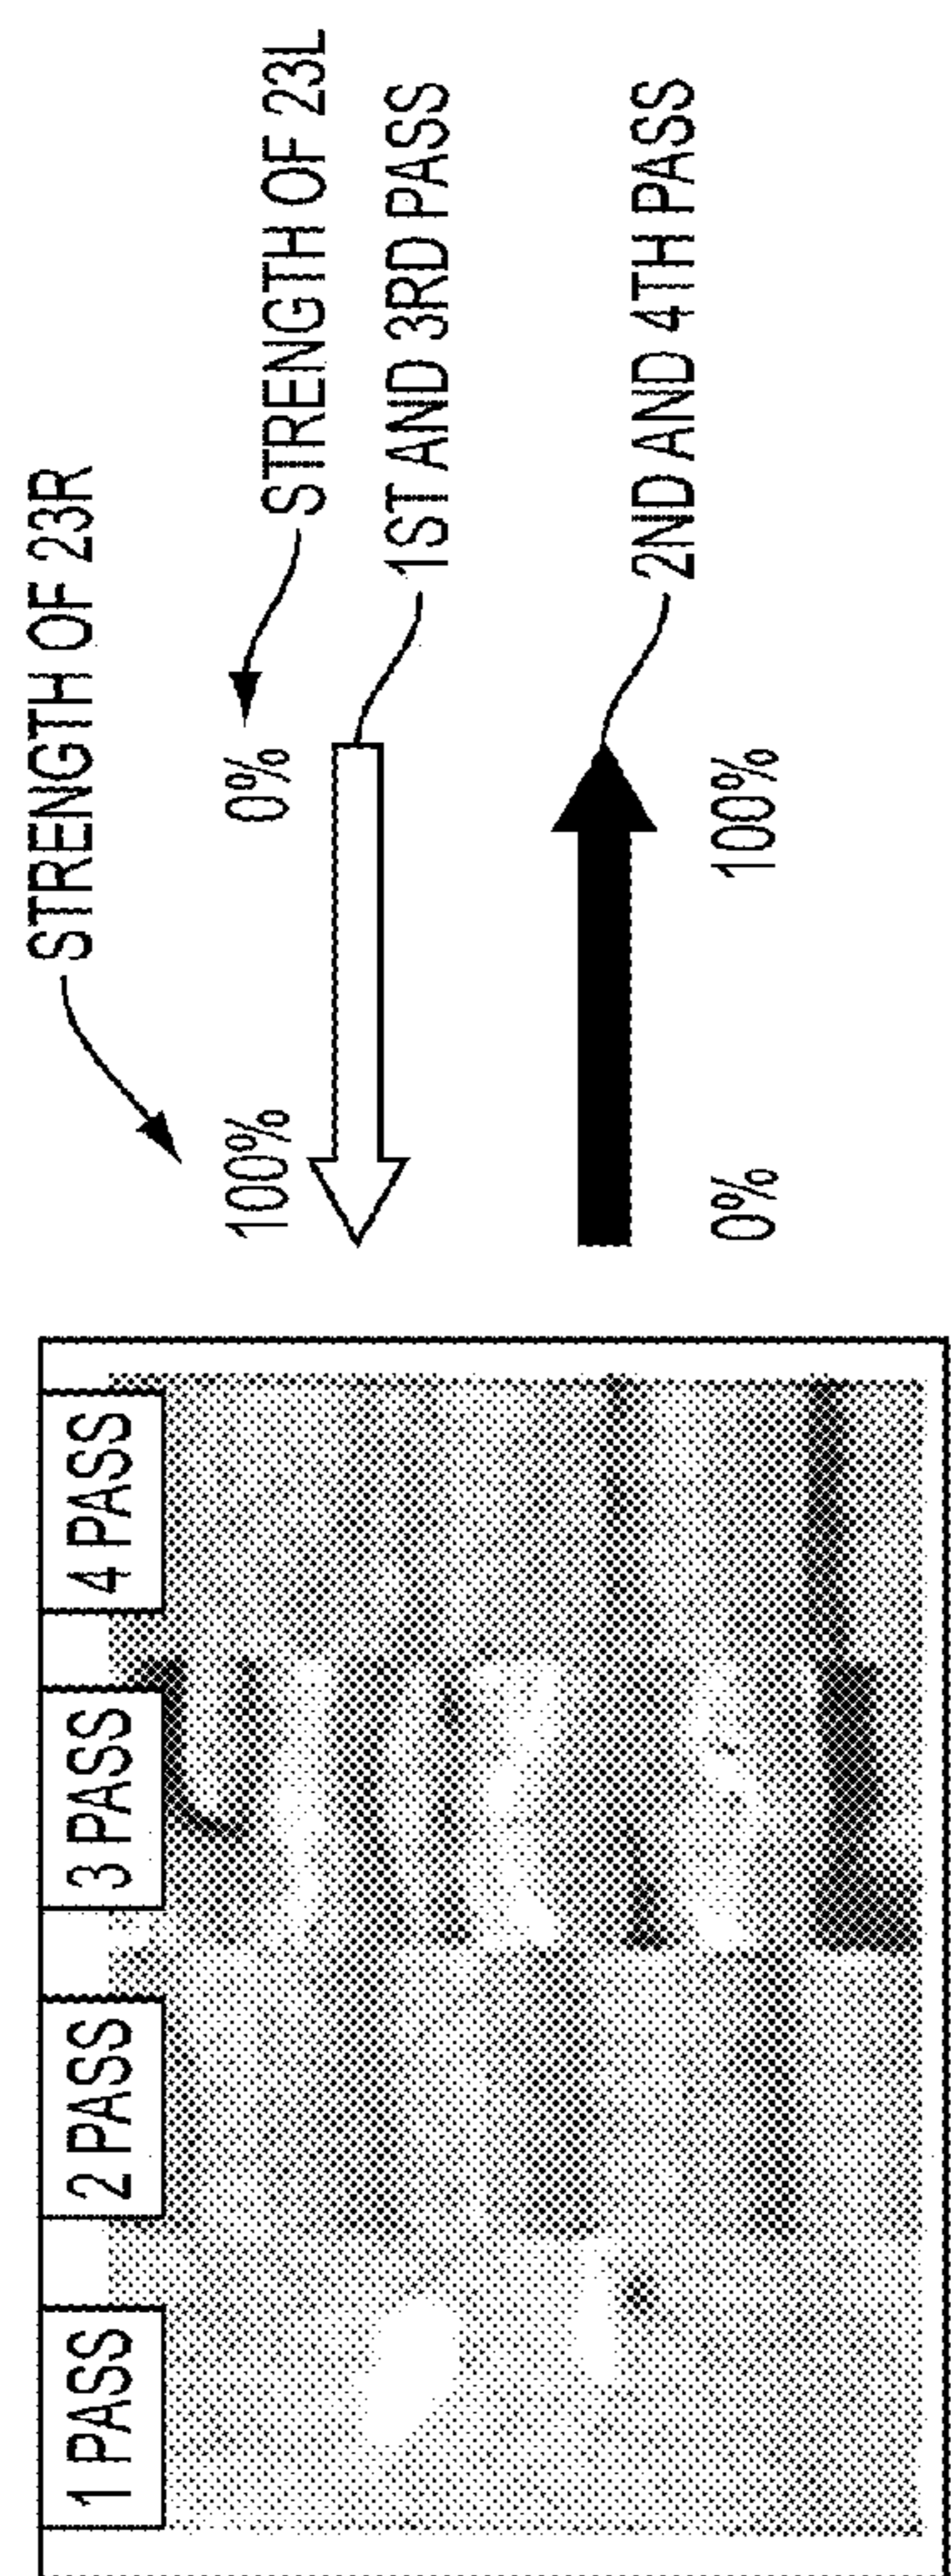 1 PASS
2 PASS
3 PASS
4 PASS
STRENGTH OF 23R
100%
0%
STRENGTH OF 23L
1ST AND 3RD PASS
2ND AND 4TH PASS
0%
100%